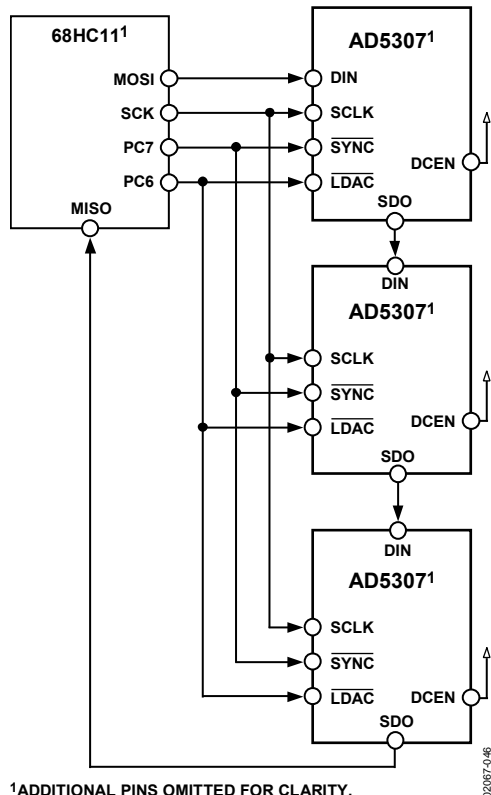 68HC11¹
MOSI
SCK
PC7
PC6
MISO
AD5307¹
DIN
SCLK
SYNC
LDAC
DCEN
SDO
DIN
AD5307¹
SCLK
SYNC
LDAC
DCEN
SDO
DIN
AD5307¹
SCLK
SYNC
LDAC
DCEN
SDO
¹ADDITIONAL PINS OMITTED FOR CLARITY.
02067-046